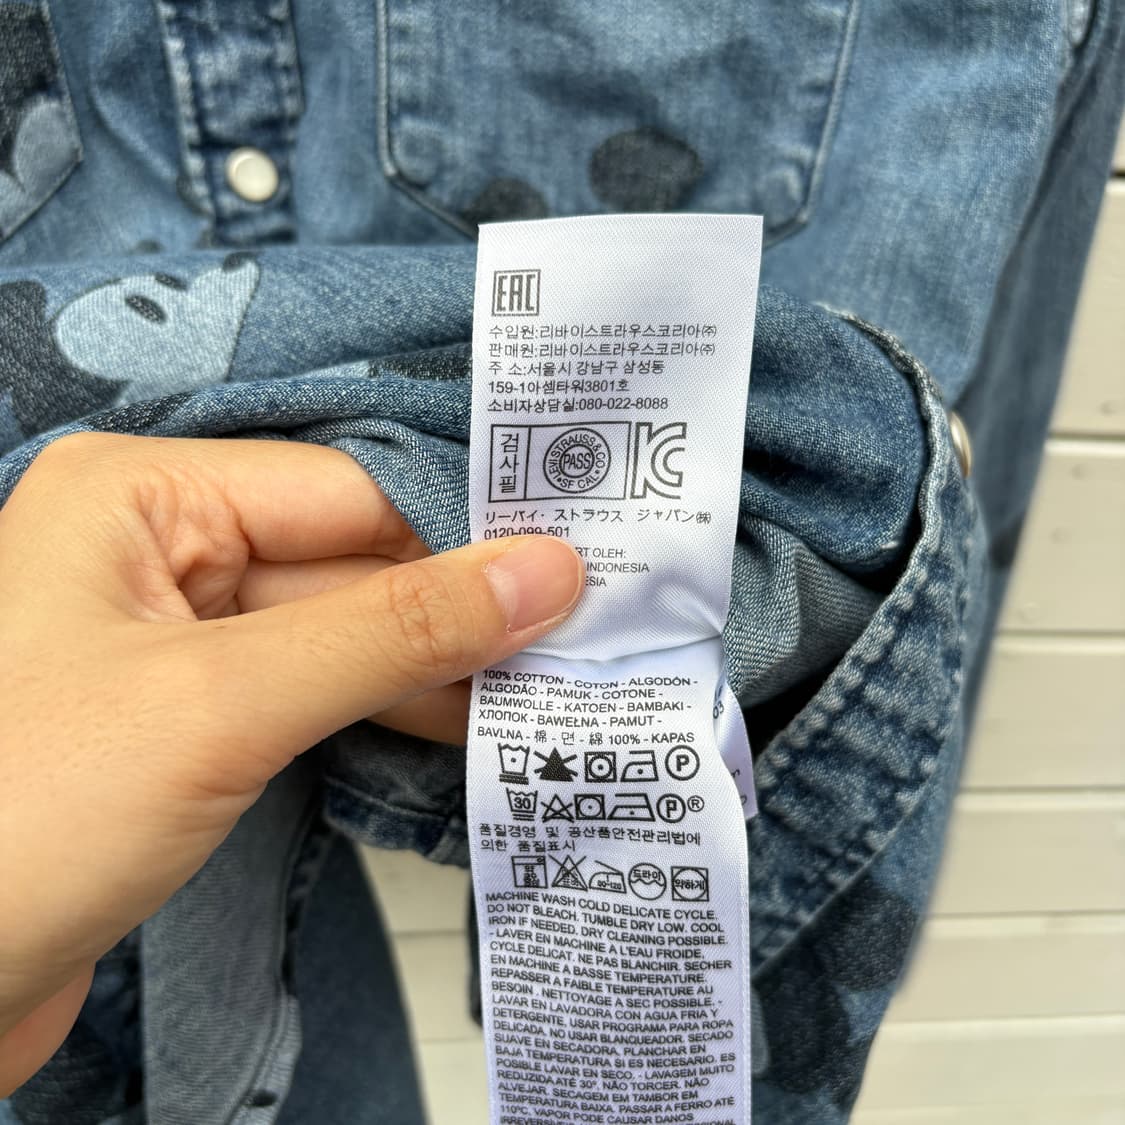 EAC
수입원:리바이스트라우스코리아㈜
판매원:리바이스트라우스코리아㈜
주 소:서울시 강남구 삼성동
159-1아셈타워3801호
소비자상담실:080-022-8088
검사필
LEVI STRAUSS & CO
PASS
SF CAL
KC
リーバイ・ストラウス ジャパン㈱
0120-099-501
RT OLEH:
INDONESIA
ESIA
100% COTTON - COTON - ALGODÓN -
ALGODÃO - PAMUK - COTONE -
BAUMWOLLE - KATOEN - BAMBAKI -
ХЛОПОК - BAWEŁNA - PAMUT -
BAVLNA - 棉 - 면 - 綿 100% - KAPAS
03
P
30 P®
품질경영 및 공산품안전관리법에
의한 품질표시
드라이 약하게
MACHINE WASH COLD DELICATE CYCLE.
DO NOT BLEACH. TUMBLE DRY LOW. COOL
IRON IF NEEDED. DRY CLEANING POSSIBLE.
- LAVER EN MACHINE A L'EAU FROIDE,
CYCLE DELICAT. NE PAS BLANCHIR. SECHER
EN MACHINE A BASSE TEMPERATURE.
REPASSER A FAIBLE TEMPERATURE AU
BESOIN . NETTOYAGE A SEC POSSIBLE. -
LAVAR EN LAVADORA CON AGUA FRIA Y
DETERGENTE, USAR PROGRAMA PARA ROPA
DELICADA. NO USAR BLANQUEADOR. SECADO
SUAVE EN SECADORA, PLANCHAR EN
BAJA TEMPERATURA SI ES NECESARIO. ES
POSIBLE LAVAR EN SECO. - LAVAGEM MUITO
REDUZIDA ATÉ 30°, NÃO TORCER. NÃO
ALVEJAR. SECAGEM EM TAMBOR EM
TEMPERATURA BAIXA. PASSAR A FERRO ATÉ
110°C, VAPOR PODE CAUSAR DANOS